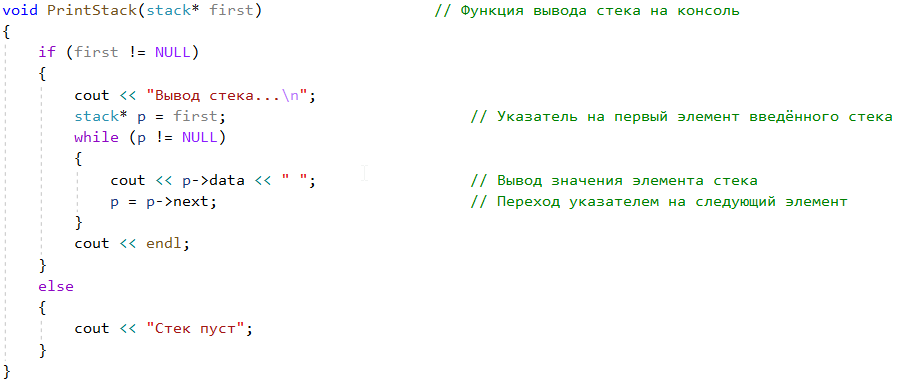 void PrintStack(stack* first) // Функция вывода стека на консоль
{
if (first != NULL)
{
cout << "Вывод стека...\n";
stack* p = first; // Указатель на первый элемент введённого стека
while (p != NULL)
{
cout << p->data << " "; // Вывод значения элемента стека
p = p->next; // Переход указателем на следующий элемент
}
cout << endl;
}
else
{
cout << "Стек пуст";
}
}